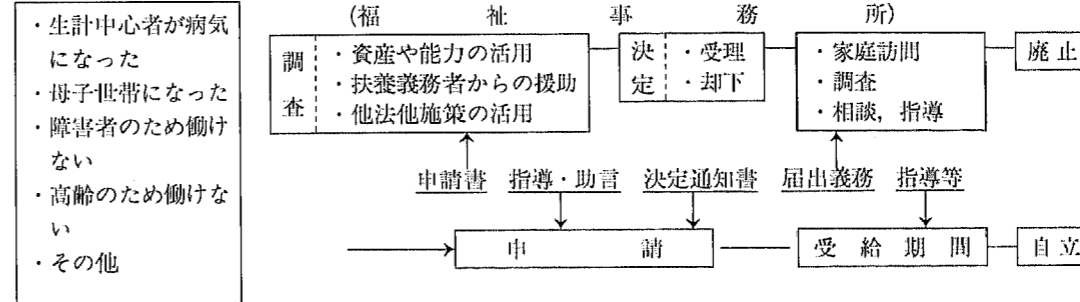 ・生計中心者が病気
になった
・母子世帯になった
・障害者のため働け
ない
・高齢のため働けな
い
・その他
(福祉事務所)
調査
・資産や能力の活用
・扶養義務者からの援助
・他法他施策の活用
決定
・受理
・却下
・家庭訪問
・調査
・相談，指導
廃止
申請書 指導・助言 決定通知書 届出義務 指導等
申請
受給期間
自立